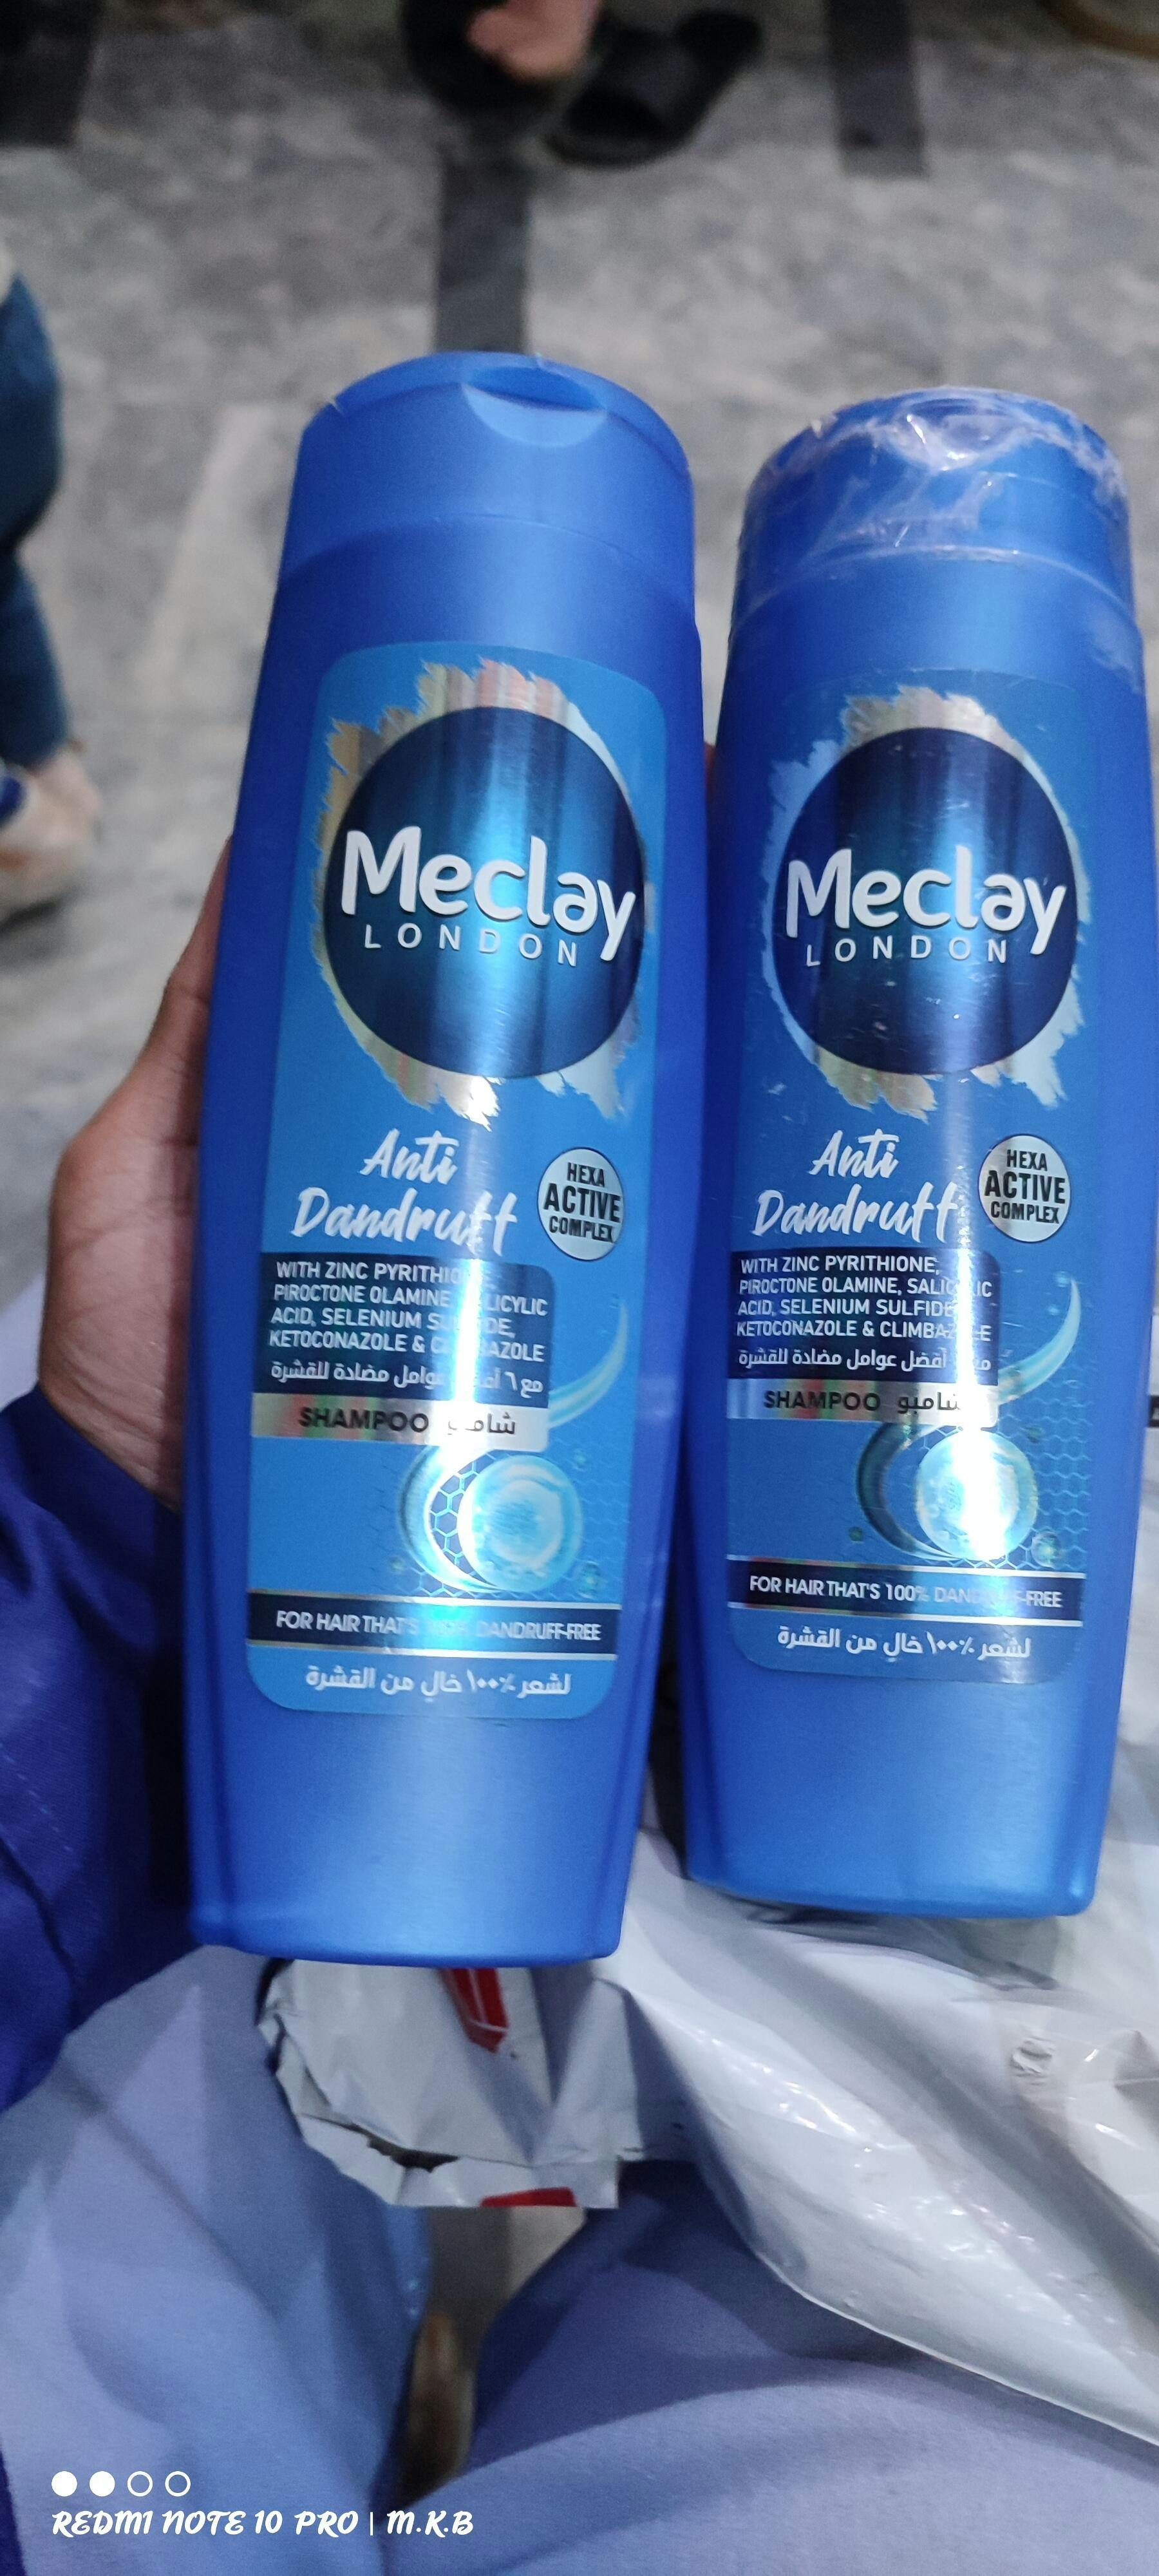 Meclay
LONDON
Anti
Dandruff
HEXA
ACTIVE
COMPLEX
WITH ZINC
PIROCTONE OLAMINE,
ACID, SELENIUM
KETOCONAZOLE &
مع ٦ عوامل مضادة للقشرة
SHAMPOO شامبو
FOR HAIR THAT'S DANDRUFF-FREE
لشعر ١٠٠٪ خالٍ من القشرة
Meclay
LONDON
Anti
Dandruff
HEXA
ACTIVE
COMPLEX
WITH ZINC PYRITHIONE,
PIROCTONE OLAMINE,
ACID, SELENIUM SULFIDE,
KETOCONAZOLE &
أفضل عوامل مضادة للقشرة
SHAMPOO شامبو
FOR HAIR THAT'S 100%
لشعر ١٠٠٪ خالٍ من القشرة
REDMI NOTE 10 PRO | M.K.B